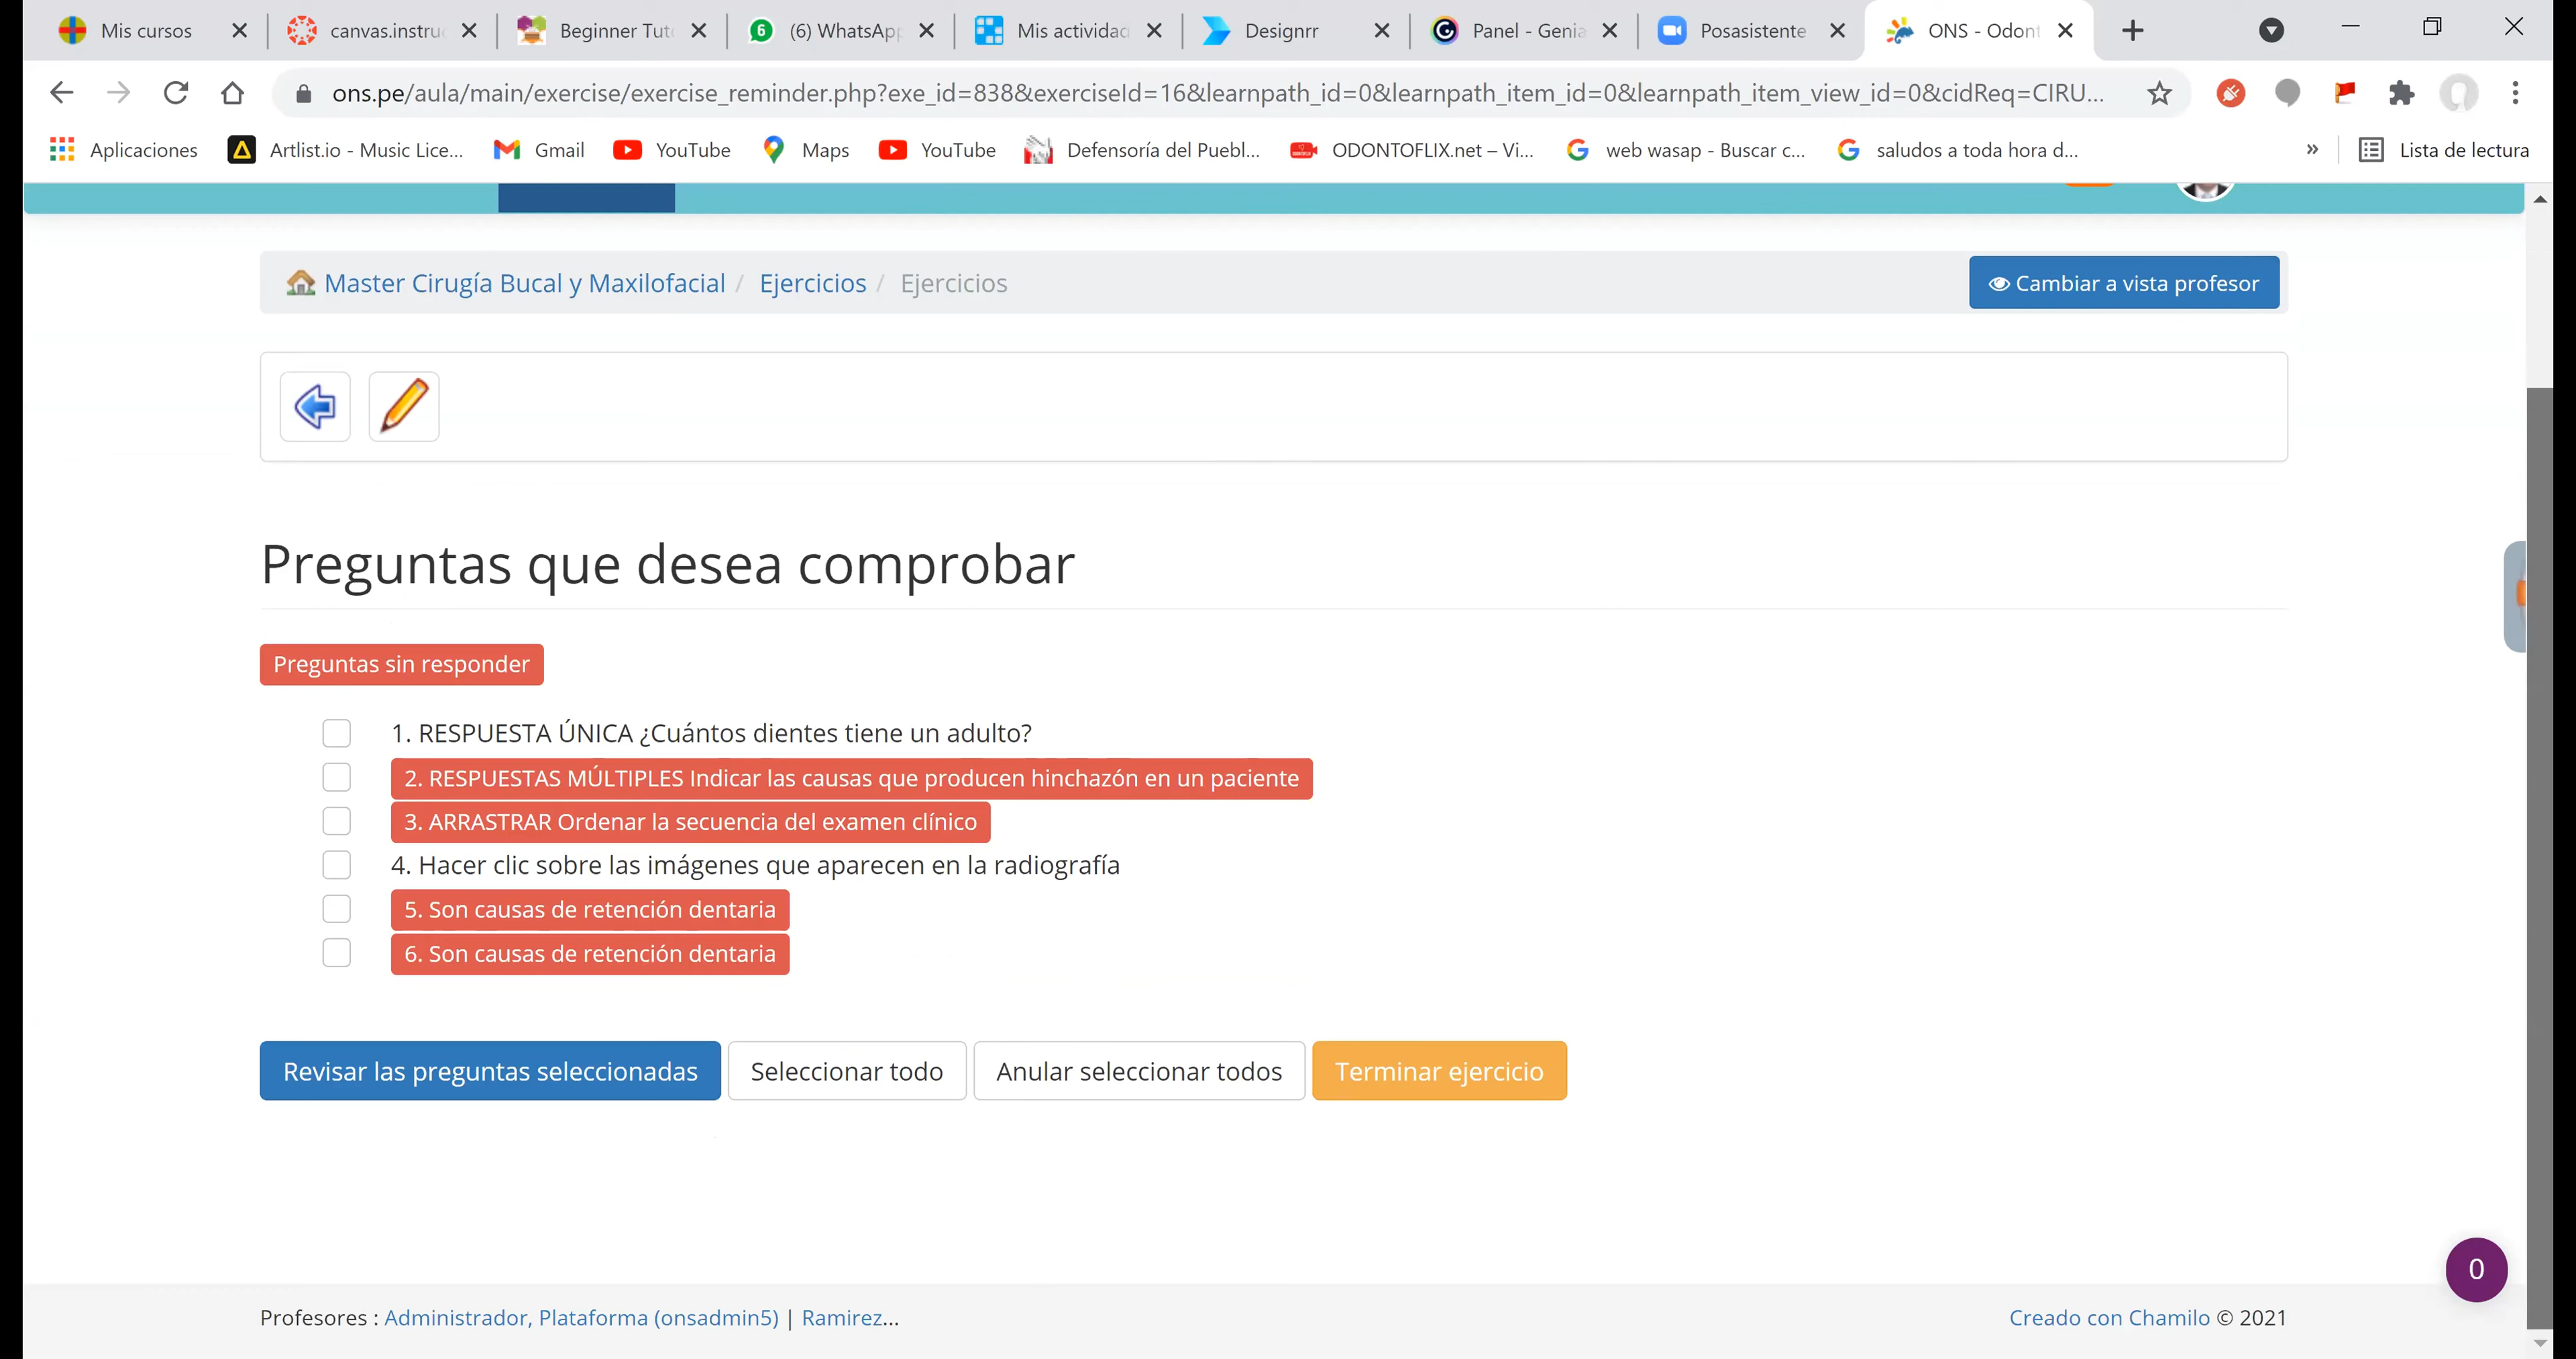 Mis cursos
canvas.instruc
Beginner Tuto
6 (6) WhatsApp
Mis actividad
Designrr
Panel - Genia
Posasistente
ONS - Odont
ons.pe/aula/main/exercise/exercise_reminder.php?exe_id=838&exerciseId=16&learnpath_id=0&learnpath_item_id=0&learnpath_item_view_id=0&cidReq=CIRU...
Aplicaciones
Artlist.io - Music Lice...
Gmail
YouTube
Maps
YouTube
Defensoría del Puebl...
ODONTOFLIX.net – Vi...
web wasap - Buscar c...
saludos a toda hora d...
»
Lista de lectura
Master Cirugía Bucal y Maxilofacial / Ejercicios / Ejercicios
Cambiar a vista profesor
Preguntas que desea comprobar
Preguntas sin responder
1. RESPUESTA ÚNICA ¿Cuántos dientes tiene un adulto?
2. RESPUESTAS MÚLTIPLES Indicar las causas que producen hinchazón en un paciente
3. ARRASTRAR Ordenar la secuencia del examen clínico
4. Hacer clic sobre las imágenes que aparecen en la radiografía
5. Son causas de retención dentaria
6. Son causas de retención dentaria
Revisar las preguntas seleccionadas
Seleccionar todo
Anular seleccionar todos
Terminar ejercicio
0
Profesores : Administrador, Plataforma (onsadmin5) | Ramirez...
Creado con Chamilo © 2021